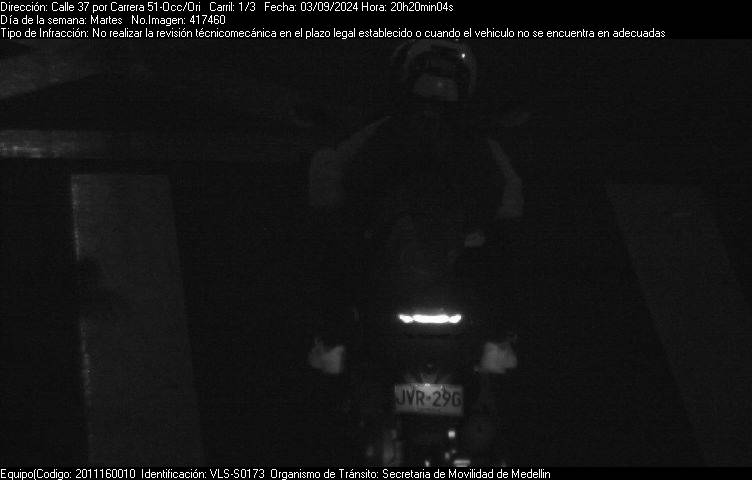 Dirección: Calle 37 por Carrera 51-Occ/Ori Carril: 1/3 Fecha: 03/09/2024 Hora: 20h20min04s
Día de la semana: Martes No.Imagen: 417460
Tipo de Infracción: No realizar la revisión técnicomecánica en el plazo legal establecido o cuando el vehiculo no se encuentra en adecuadas
JVR·29G
Equipo(Codigo: 2011160010 Identificación: VLS-S0173 Organismo de Tránsito: Secretaria de Movilidad de Medellin